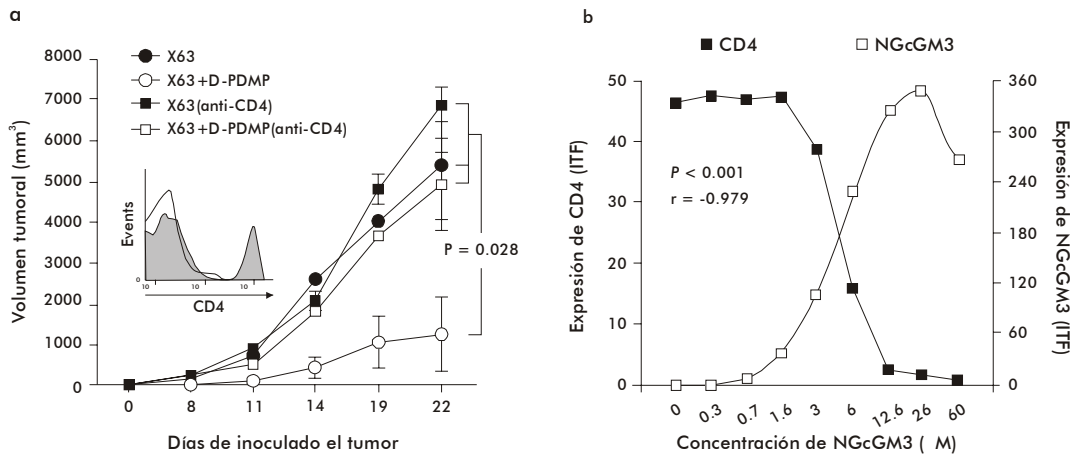 a
X63
X63+D-PDMP
X63(anti-CD4)
X63+D-PDMP(anti-CD4)
Volumen tumoral (mm³)
8000
7000
6000
5000
4000
3000
2000
1000
0
Events
0
10
10
10
CD4
P = 0.028
0 8 11 14 19 22
Días de inoculado el tumor
b
CD4 NGcGM3
Expresión de CD4 (ITF)
50
40
30
20
10
0
P < 0.001
r = -0.979
360
300
240
180
120
60
0
Expresión de NGcGM3 (ITF)
0 0.3 0.7 1.6 3 6 12.6 26 60
Concentración de NGcGM3 ( M)